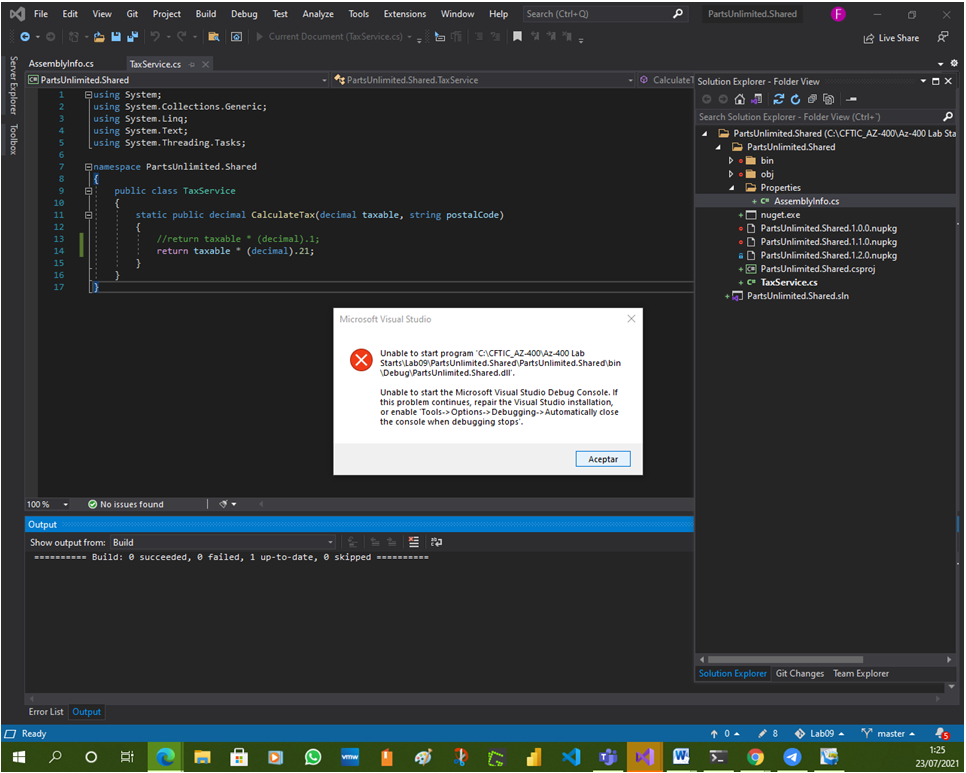 File Edit View Git Project Build Debug Test Analyze Tools Extensions Window Help Search (Ctrl+Q) PartsUnlimited.Shared F
Current Document (TaxService.cs) Live Share
Server Explorer
Toolbox
AssemblyInfo.cs TaxService.cs
PartsUnlimited.Shared PartsUnlimited.Shared.TaxService CalculateT
1 using System;
2 using System.Collections.Generic;
3 using System.Linq;
4 using System.Text;
5 using System.Threading.Tasks;
6
7 namespace PartsUnlimited.Shared
8 {
9 public class TaxService
10 {
11 static public decimal CalculateTax(decimal taxable, string postalCode)
12 {
13 //return taxable * (decimal).1;
14 return taxable * (decimal).21;
15 }
16 }
17 }
Solution Explorer - Folder View
Search Solution Explorer - Folder View (Ctrl+¨)
PartsUnlimited.Shared (C:\CFTIC_AZ-400\Az-400 Lab Sta
PartsUnlimited.Shared
bin
obj
Properties
AssemblyInfo.cs
nuget.exe
PartsUnlimited.Shared.1.0.0.nupkg
PartsUnlimited.Shared.1.1.0.nupkg
PartsUnlimited.Shared.1.2.0.nupkg
PartsUnlimited.Shared.csproj
TaxService.cs
PartsUnlimited.Shared.sln
Microsoft Visual Studio
Unable to start program 'C:\CFTIC_AZ-400\Az-400 Lab
Starts\Lab09\PartsUnlimited.Shared\PartsUnlimited.Shared\bin
\Debug\PartsUnlimited.Shared.dll'.
Unable to start the Microsoft Visual Studio Debug Console. If
this problem continues, repair the Visual Studio installation,
or enable 'Tools->Options->Debugging->Automatically close
the console when debugging stops'.
Aceptar
100 % No issues found
Output
Show output from: Build
========== Build: 0 succeeded, 0 failed, 1 up-to-date, 0 skipped ==========
Solution Explorer Git Changes Team Explorer
Error List Output
Ready 0 8 Lab09 master 5
1:25
23/07/2021